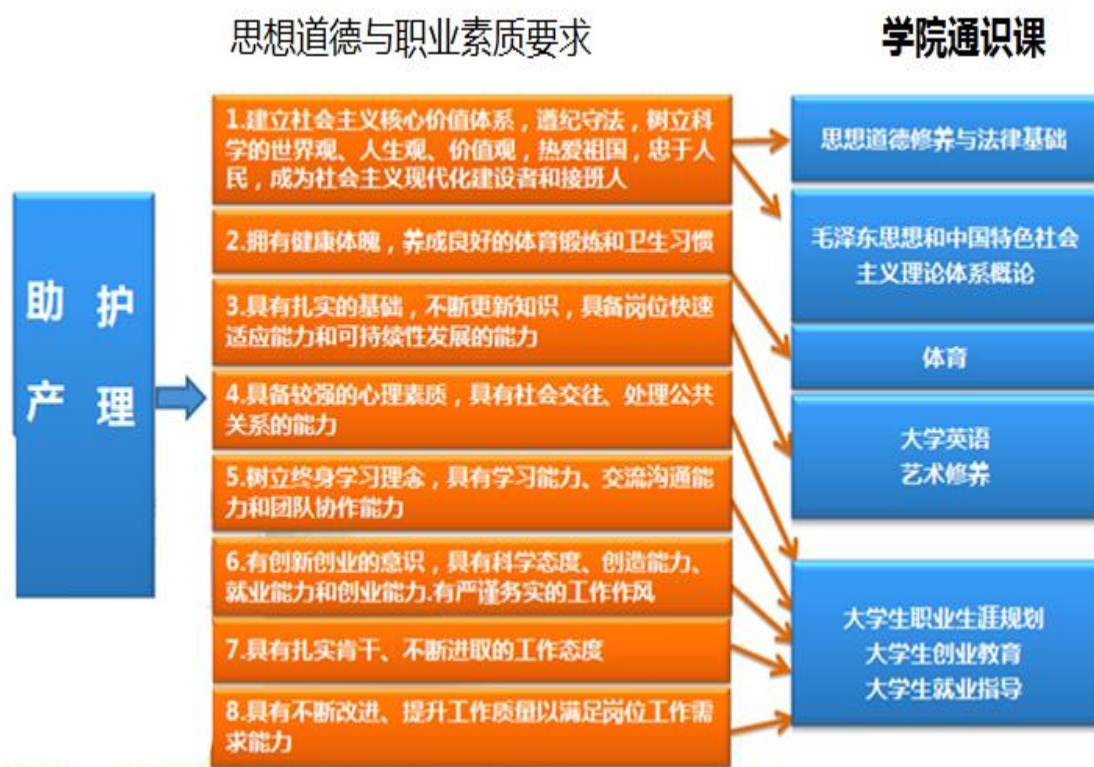 思想道德与职业素质要求
学院通识课
助 护
产 理
1.建立社会主义核心价值体系，遵纪守法，树立科
学的世界观、人生观、价值观，热爱祖国，忠于人
民，成为社会主义现代化建设者和接班人
2.拥有健康体魄，养成良好的体育锻炼和卫生习惯
3.具有扎实的基础，不断更新知识，具备岗位快速
适应能力和可持续性发展的能力
4.具备较强的心理素质，具有社会交往、处理公共
关系的能力
5.树立终身学习理念，具有学习能力、交流沟通能
力和团队协作能力
6.有创新创业的意识，具有科学态度、创造能力、
就业能力和创业能力.有严谨务实的工作作风
7.具有扎实肯干、不断进取的工作态度
8.具有不断改进、提升工作质量以满足岗位工作需
求能力
思想道德修养与法律基础
毛泽东思想和中国特色社会
主义理论体系概论
体育
大学英语
艺术修养
大学生职业生涯规划
大学生创业教育
大学生就业指导